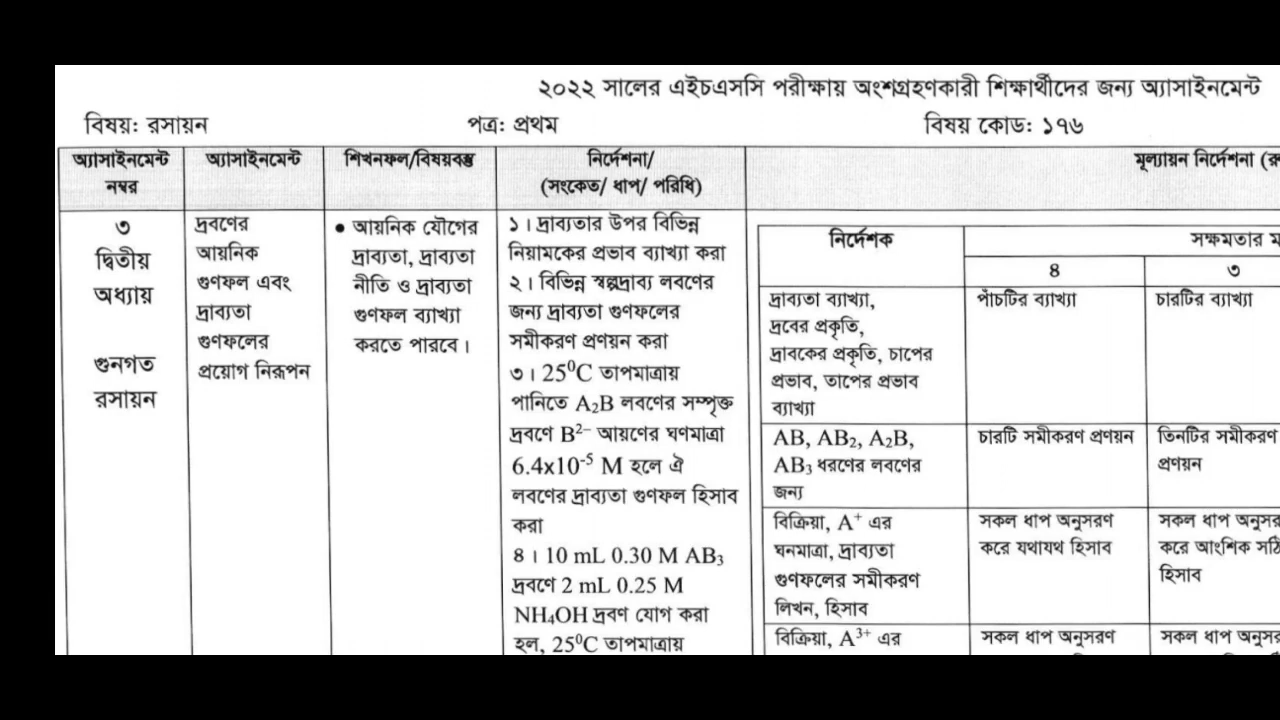 ২০২২ সালের এইচএসসি পরীক্ষায় অংশগ্রহণকারী শিক্ষার্থীদের জন্য অ্যাসাইনমেন্ট
বিষয়: রসায়ন পত্র: প্রথম বিষয় কোড: ১৭৬
অ্যাসাইনমেন্ট
নম্বর
অ্যাসাইনমেন্ট
শিখনফল/বিষয়বস্তু
নির্দেশনা/
(সংকেত/ ধাপ/ পরিধি)
মূল্যায়ন নির্দেশনা
৩
দ্বিতীয়
অধ্যায়
গুনগত
রসায়ন
দ্রবণের
আয়নিক
গুণফল এবং
দ্রাব্যতা
গুণফলের
প্রয়োগ নিরূপন
• আয়নিক যৌগের
দ্রাব্যতা, দ্রাব্যতা
নীতি ও দ্রাব্যতা
গুণফল ব্যাখ্যা
করতে পারবে।
১। দ্রাব্যতার উপর বিভিন্ন
নিয়ামকের প্রভাব ব্যাখ্যা করা
২। বিভিন্ন স্বল্পদ্রাব্য লবণের
জন্য দ্রাব্যতা গুণফলের
সমীকরণ প্রণয়ন করা
৩। 25⁰C তাপমাত্রায়
পানিতে A₂B লবণের সম্পৃক্ত
দ্রবণে B²⁻ আয়ণের ঘণমাত্রা
6.4x10⁻⁵ M হলে ঐ
লবণের দ্রাব্যতা গুণফল হিসাব
করা
৪। 10 mL 0.30 M AB₃
দ্রবণে 2 mL 0.25 M
NH₄OH দ্রবণ যোগ করা
হল, 25⁰C তাপমাত্রায়
নির্দেশক
সক্ষমতার
৪
৩
দ্রাব্যতা ব্যাখ্যা,
দ্রবের প্রকৃতি,
দ্রাবকের প্রকৃতি, চাপের
প্রভাব, তাপের প্রভাব
ব্যাখ্যা
পাঁচটির ব্যাখ্যা
চারটির ব্যাখ্যা
AB, AB₂, A₂B,
AB₃ ধরণের লবণের
জন্য
চারটি সমীকরণ প্রণয়ন
তিনটির সমীকরণ
প্রণয়ন
বিক্রিয়া, A⁺ এর
ঘনমাত্রা, দ্রাব্যতা
গুণফলের সমীকরণ
লিখন, হিসাব
সকল ধাপ অনুসরণ
করে যথাযথ হিসাব
সকল ধাপ
করে আংশিক
হিসাব
বিক্রিয়া, A³⁺ এর
সকল ধাপ অনুসরণ
সকল ধাপ